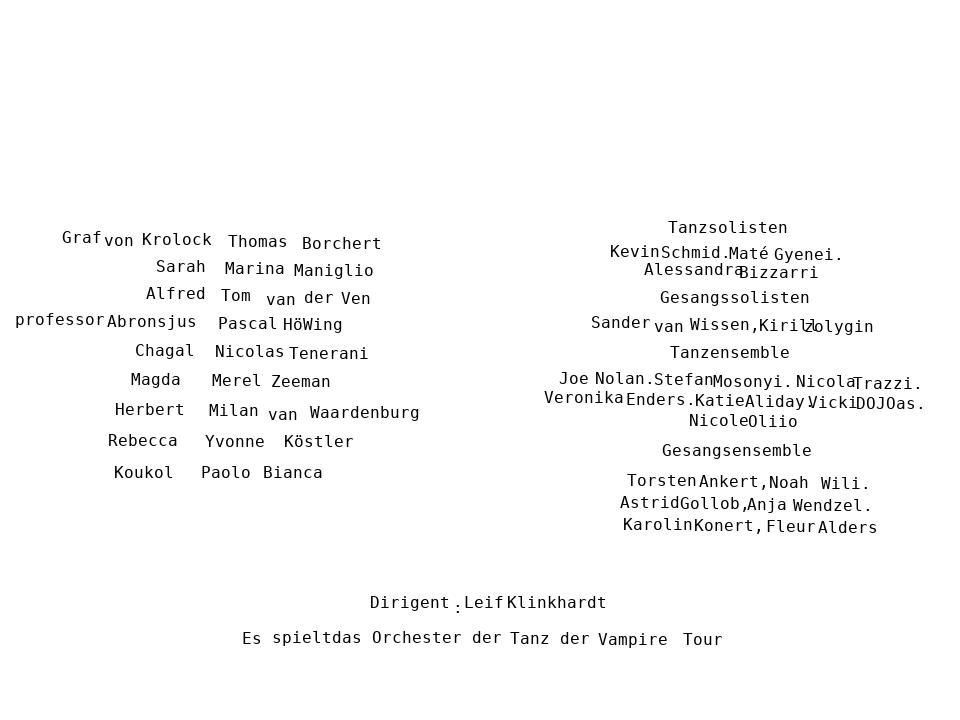 Graf von Krolock Thomas Borchert
Sarah Marina Maniglio
Alfred Tom van der Ven
professor Abronsjus Pascal HöWing
Chagal Nicolas Tenerani
Magda Merel Zeeman
Herbert Milan van Waardenburg
Rebecca Yvonne Köstler
Koukol Paolo Bianca
Tanzsolisten
Kevin Schmid. Maté Gyenei.
Alessandra Bizzarri
Gesangssolisten
Sander van Wissen, Kirill zolygin
Tanzensemble
Joe Nolan. Stefan Mosonyi. Nicola Trazzi.
Veronika Enders. Katie Aliday. Vicki DOJOas.
Nicole Oliio
Gesangsensemble
Torsten Ankert, Noah Wili.
Astrid Gollob, Anja Wendzel.
Karolin Konert, Fleur Alders
Dirigent : Leif Klinkhardt
Es spieltdas Orchester der Tanz der Vampire Tour